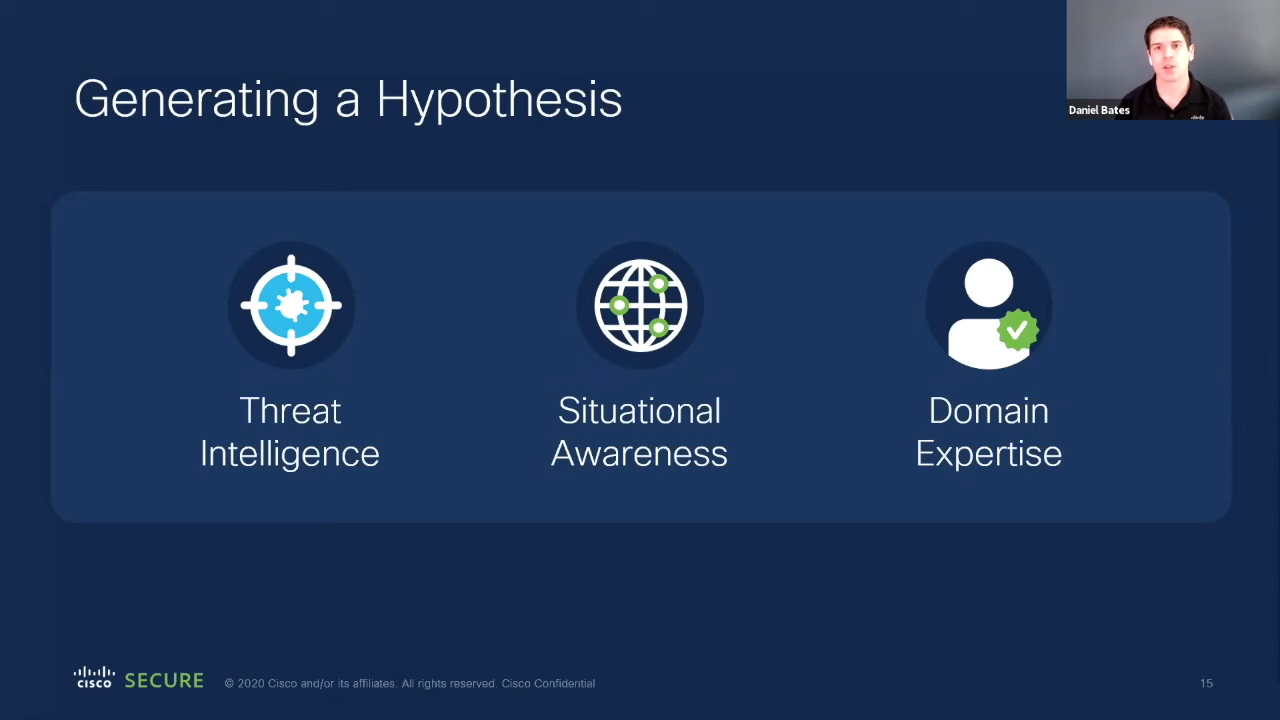 Generating a Hypothesis
Daniel Bates
Threat
Intelligence
Situational
Awareness
Domain
Expertise
CISCO SECURE © 2020 Cisco and/or its affiliates. All rights reserved. Cisco Confidential 15